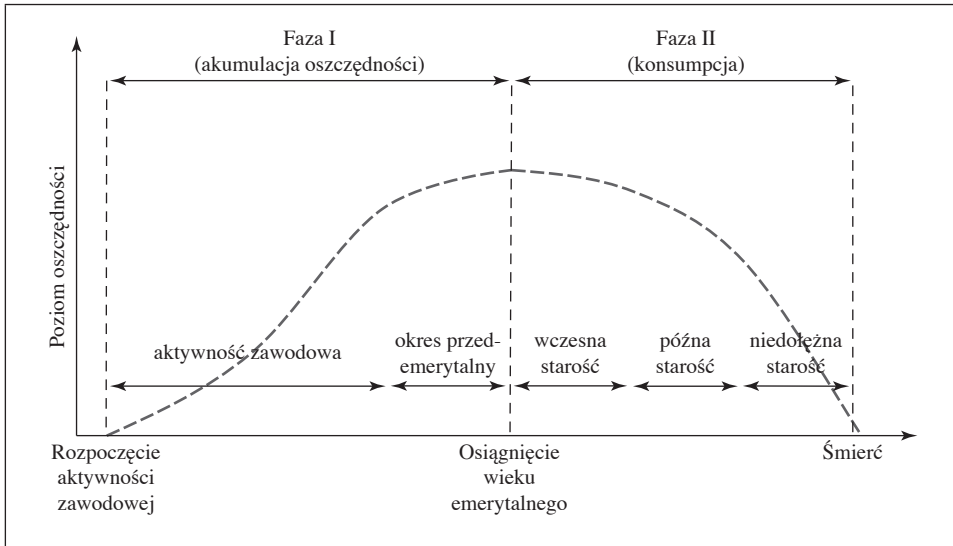 Faza I
(akumulacja oszczędności)
Faza II
(konsumpcja)
Poziom oszczędności
aktywność zawodowa
okres przed-
emerytalny
wczesna
starość
późna
starość
niedołężna
starość
Rozpoczęcie
aktywności
zawodowej
Osiągnięcie
wieku
emerytalnego
Śmierć